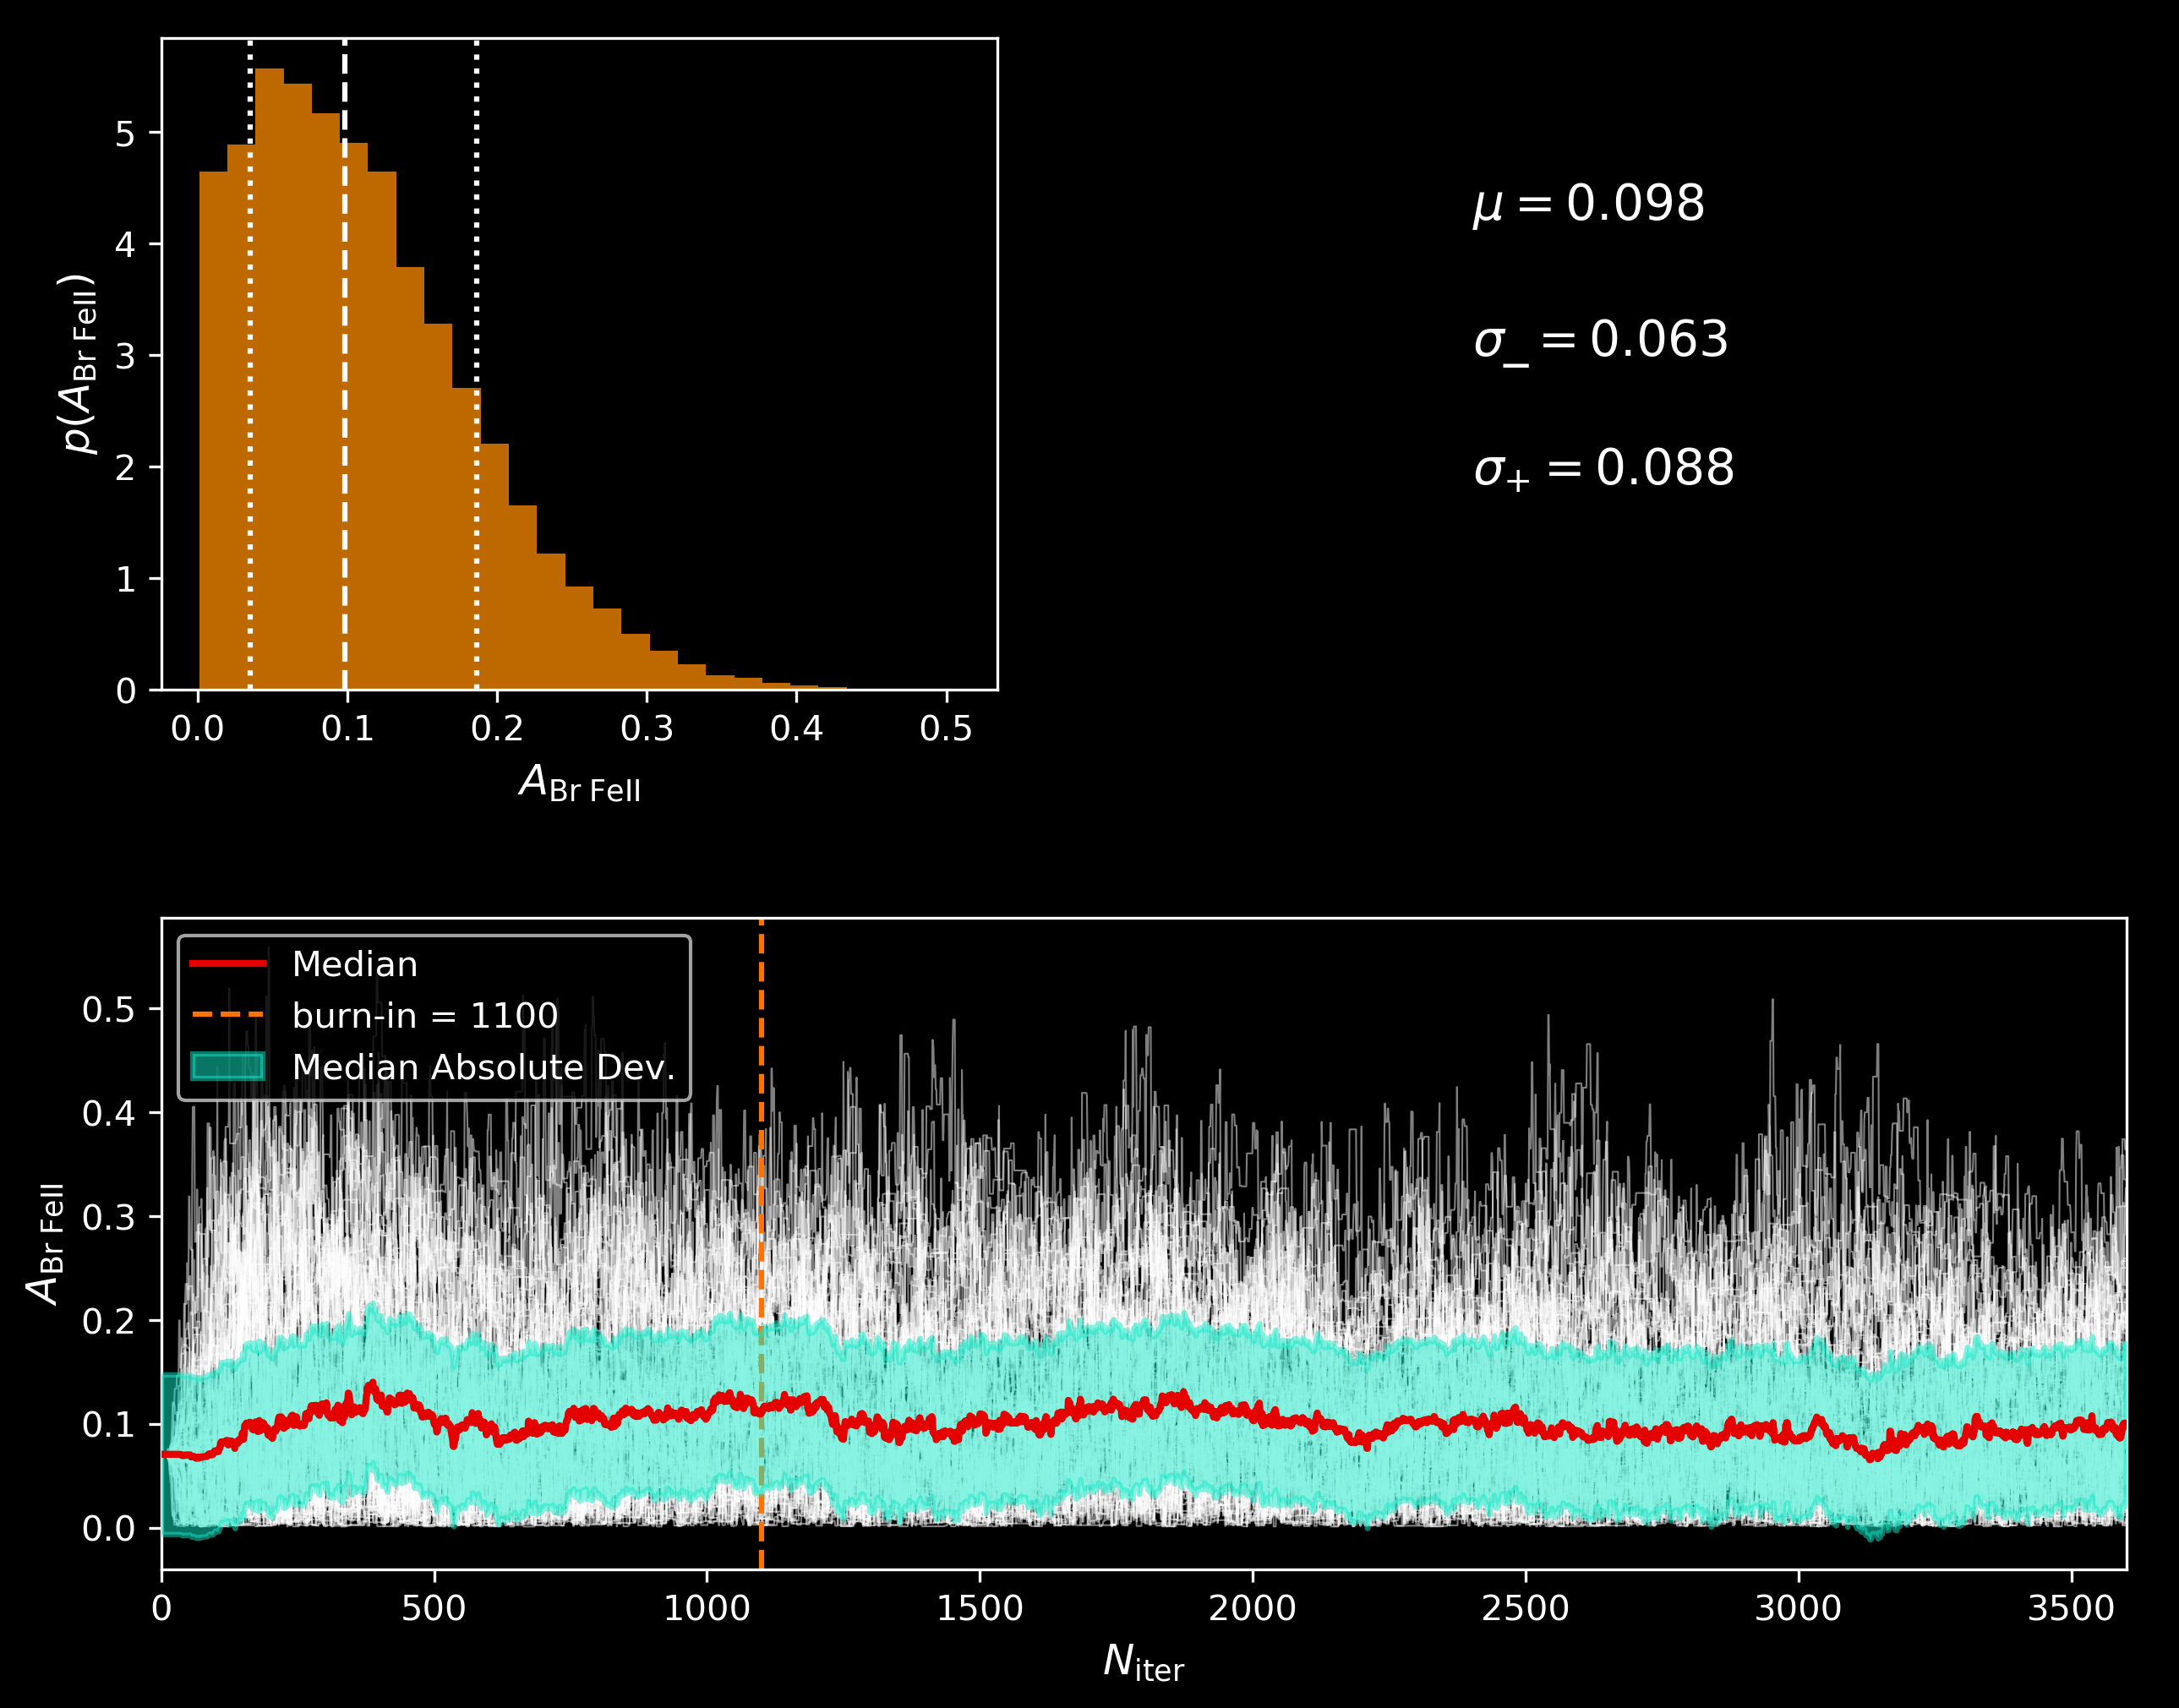 5
4
3
2
1
0
p(A_Br FeII)
0.0 0.1 0.2 0.3 0.4 0.5
A_Br FeII
μ = 0.098
σ_− = 0.063
σ_+ = 0.088
Median
burn-in = 1100
Median Absolute Dev.
0.5
0.4
0.3
0.2
0.1
0.0
A_Br FeII
0 500 1000 1500 2000 2500 3000 3500
N_iter